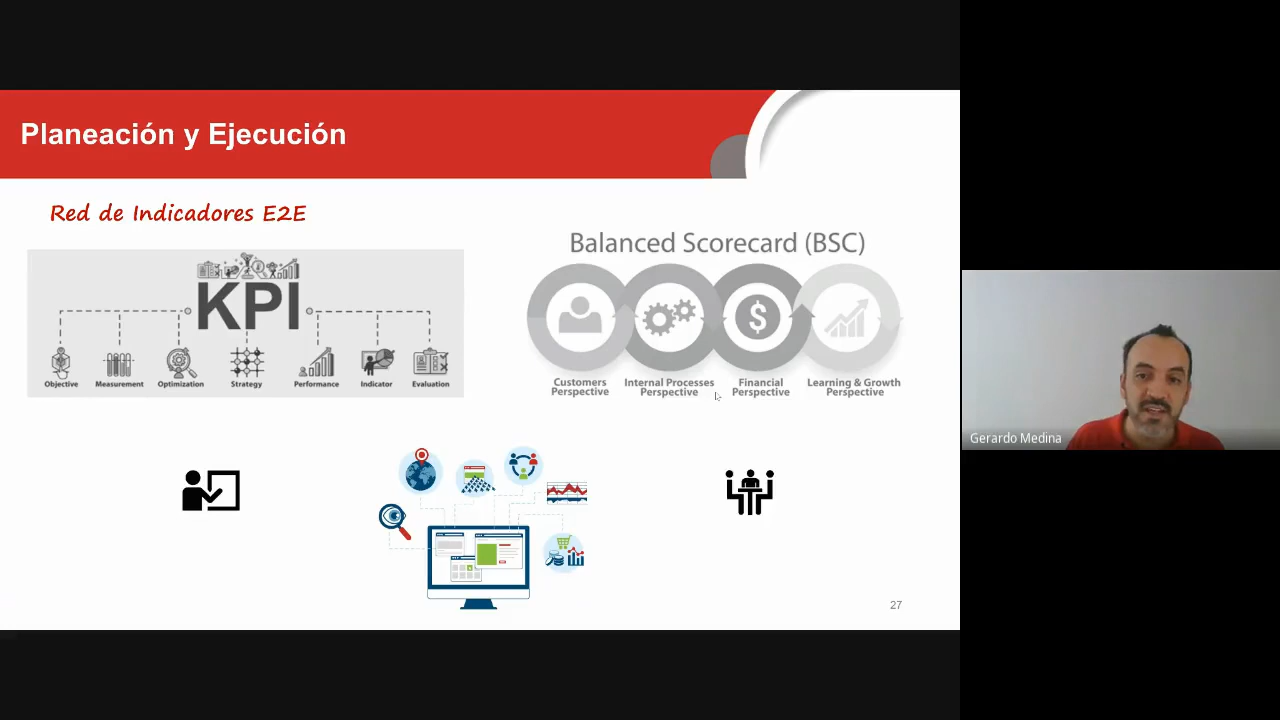 Planeación y Ejecución
Red de Indicadores E2E
KPI
Objective
Measurement
Optimization
Strategy
Performance
Indicator
Evaluation
Balanced Scorecard (BSC)
$
Customers
Perspective
Internal Processes
Perspective
Financial
Perspective
Learning & Growth
Perspective
27
Gerardo Medina